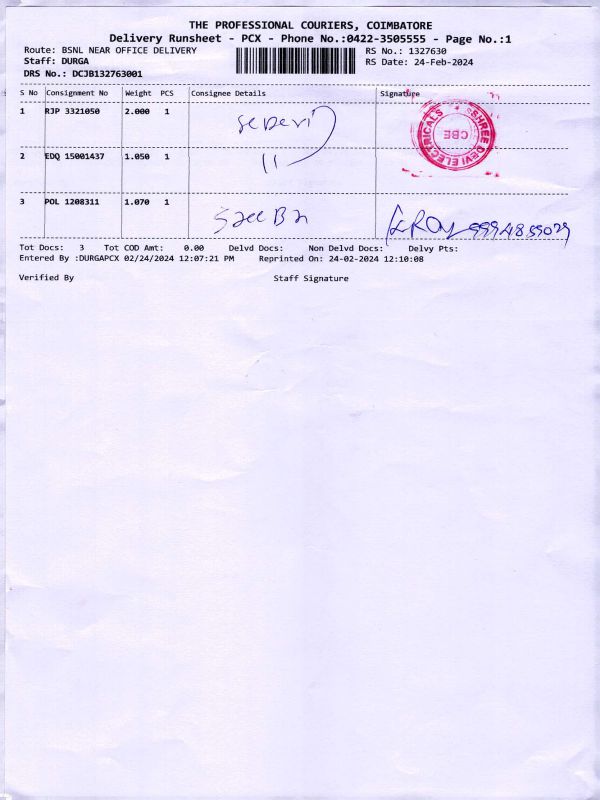 THE PROFESSIONAL COURIERS, COIMBATORE
Delivery Runsheet - PCX - Phone No.:0422-3505555 - Page No.:1
Route: BSNL NEAR OFFICE DELIVERY RS No.: 1327630
Staff: DURGA RS Date: 24-Feb-2024
DRS No.: DCJB132763001
S No Consignment No Weight PCS Consignee Details Signature
1 RJP 3321050 2.000 1
SHREE DEVI ELECTRICALS CBE
2 EDQ 15001437 1.050 1 11
3 POL 1208311 1.070 1
Tot Docs: 3 Tot COD Amt: 0.00 Delvd Docs: Non Delvd Docs: Delvy Pts:
Entered By :DURGAPCX 02/24/2024 12:07:21 PM Reprinted On: 24-02-2024 12:10:08
Verified By Staff Signature